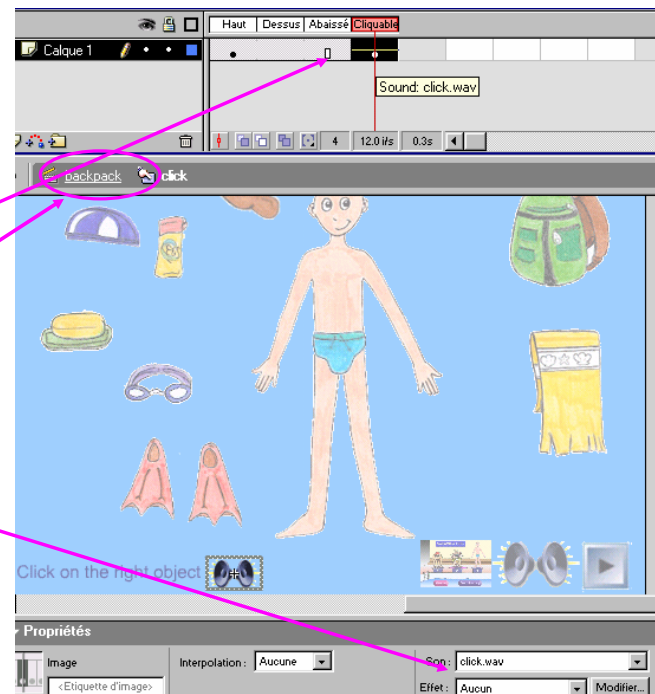 Haut Dessus Abaissé Cliquable
Calque 1
Sound: click.wav
4 12.0 i/s 0.3s
backpack click
Click on the right object
Propriétés
Image Interpolation : Aucune Son : click.wav
<Etiquette d'image> Effet : Aucun Modifier...